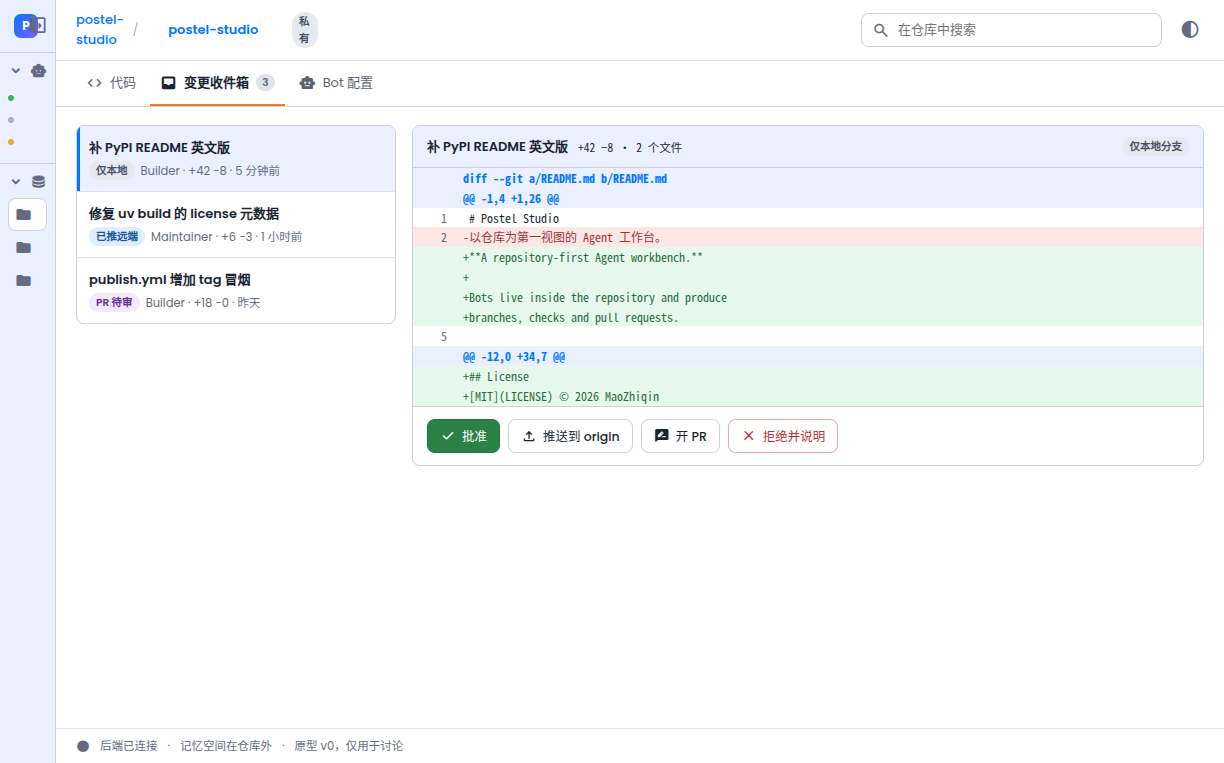 P
postel-
studio
/
postel-studio
私
有
在仓库中搜索
代码
变更收件箱 3
Bot 配置
补 PyPI README 英文版
仅本地 Builder · +42 −8 · 5 分钟前
修复 uv build 的 license 元数据
已推远端 Maintainer · +6 −3 · 1 小时前
publish.yml 增加 tag 冒烟
PR 待审 Builder · +18 −0 · 昨天
补 PyPI README 英文版 +42 −8 · 2 个文件 仅本地分支
diff --git a/README.md b/README.md
@@ -1,4 +1,26 @@
1 # Postel Studio
2 -以仓库为第一视图的 Agent 工作台。
+**A repository-first Agent workbench.**
+
+Bots live inside the repository and produce
+branches, checks and pull requests.
5
@@ -12,0 +34,7 @@
+## License
+[MIT](LICENSE) © 2026 MaoZhiqin
批准
推送到 origin
开 PR
拒绝并说明
后端已连接 · 记忆空间在仓库外 · 原型 v0，仅用于讨论